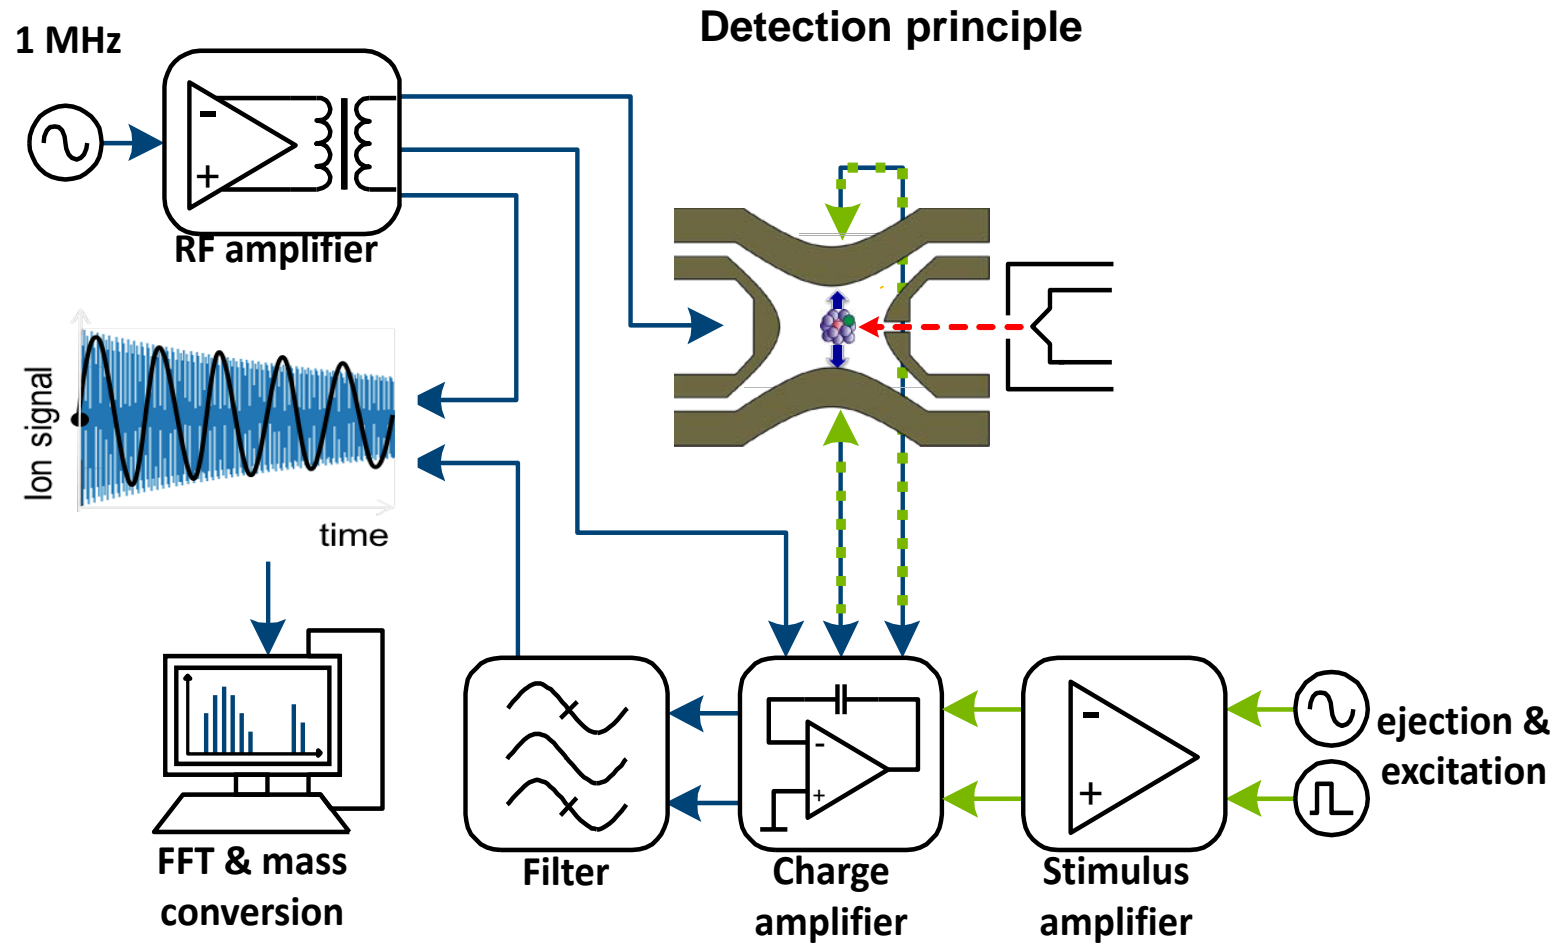 Detection principle
1 MHz
-
+
RF amplifier
Ion signal
time
-
+
-
+
ejection &
excitation
FFT & mass
conversion
Filter
Charge
amplifier
Stimulus
amplifier